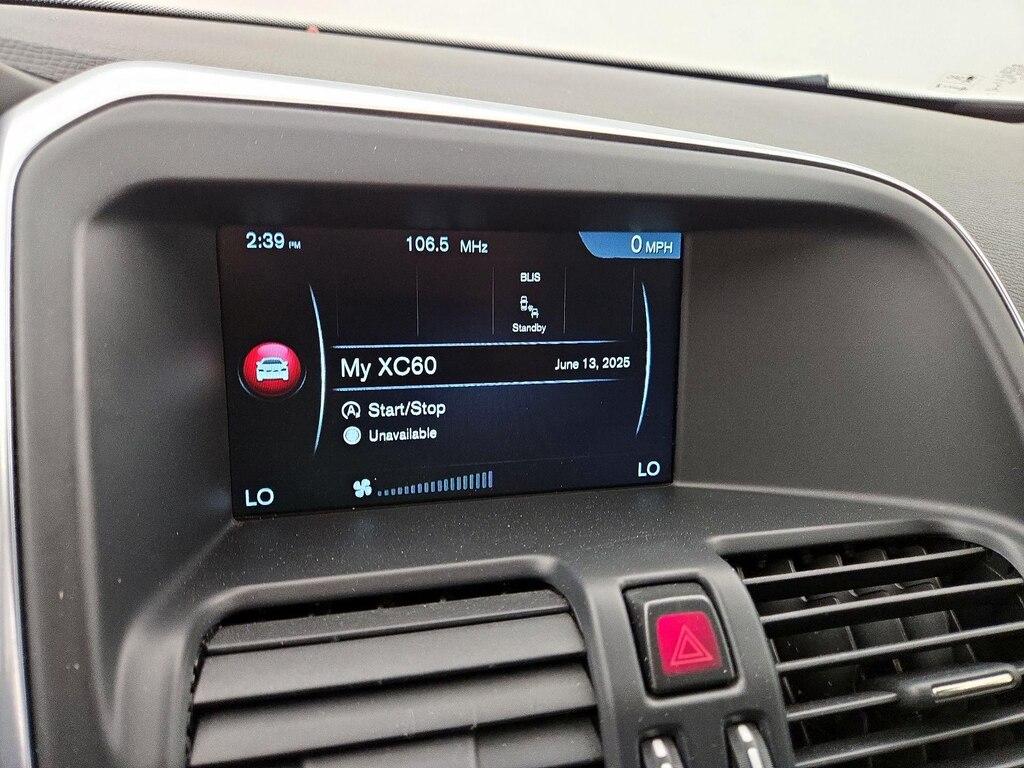 2:39 PM 106.5 MHz 0 MPH
BLIS
Standby
My XC60 June 13, 2025
Start/Stop
Unavailable
LO LO